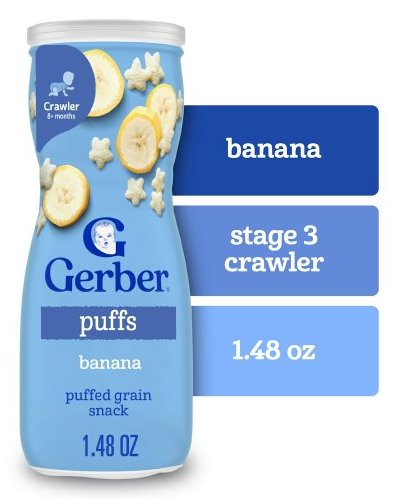 Crawler
8+ months
G
Gerber®
puffs
banana
puffed grain
snack
1.48 OZ
banana
stage 3
crawler
1.48 oz